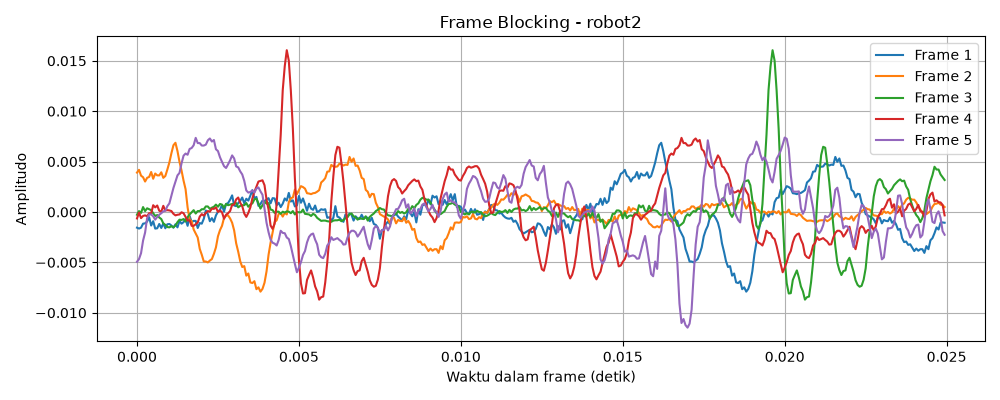 Frame Blocking - robot2
Amplitudo
0.015
0.010
0.005
0.000
−0.005
−0.010
Frame 1
Frame 2
Frame 3
Frame 4
Frame 5
0.000 0.005 0.010 0.015 0.020 0.025
Waktu dalam frame (detik)